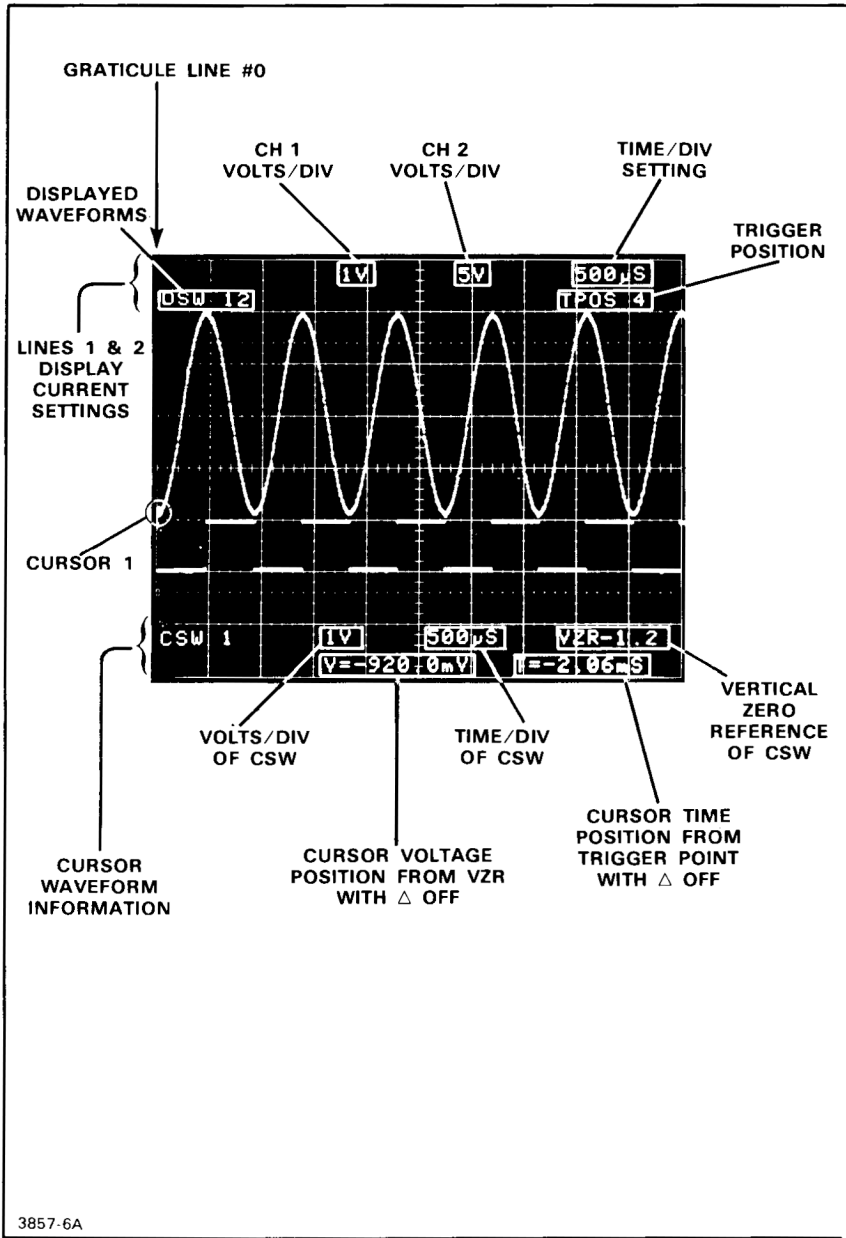 GRATICULE LINE #0
CH 1
VOLTS/DIV
CH 2
VOLTS/DIV
TIME/DIV
SETTING
DISPLAYED
WAVEFORMS
TRIGGER
POSITION
1V
5V
500µS
DSW 12
TPOS 4
LINES 1 & 2
DISPLAY
CURRENT
SETTINGS
CURSOR 1
CSW 1
1V
500µS
VZR-1.2
V=-920.0mV
T=-2.06mS
VOLTS/DIV
OF CSW
TIME/DIV
OF CSW
VERTICAL
ZERO
REFERENCE
OF CSW
CURSOR
WAVEFORM
INFORMATION
CURSOR VOLTAGE
POSITION FROM VZR
WITH △ OFF
CURSOR TIME
POSITION FROM
TRIGGER POINT
WITH △ OFF
3857-6A